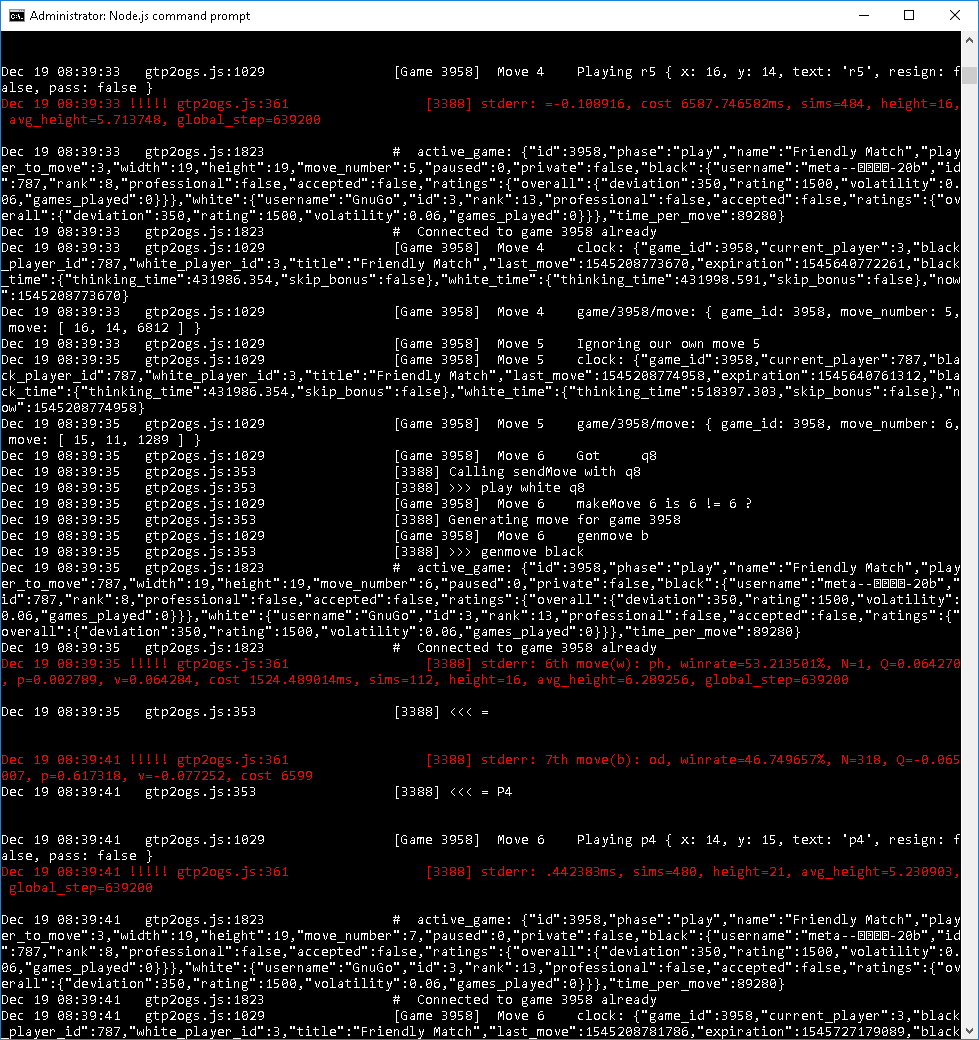 Administrator: Node.js command prompt
Dec 19 08:39:33   gtp2ogs.js:1029                [Game 3958]  Move 4    Playing r5 { x: 16, y: 14, text: 'r5', resign: f
alse, pass: false }
Dec 19 08:39:33 !!!!! gtp2ogs.js:361                 [3388] stderr: =-0.108916, cost 6587.746582ms, sims=484, height=16,
 avg_height=5.713748, global_step=639200
Dec 19 08:39:33   gtp2ogs.js:1823                #  active_game: {"id":3958,"phase":"play","name":"Friendly Match","play
er_to_move":3,"width":19,"height":19,"move_number":5,"paused":0,"private":false,"black":{"username":"meta--▯▯▯▯-20b","id
":787,"rank":8,"professional":false,"accepted":false,"ratings":{"overall":{"deviation":350,"rating":1500,"volatility":0.
06,"games_played":0}}},"white":{"username":"GnuGo","id":3,"rank":13,"professional":false,"accepted":false,"ratings":{"ov
erall":{"deviation":350,"rating":1500,"volatility":0.06,"games_played":0}}},"time_per_move":89280}
Dec 19 08:39:33   gtp2ogs.js:1823                #  Connected to game 3958 already
Dec 19 08:39:33   gtp2ogs.js:1029                [Game 3958]  Move 4    clock: {"game_id":3958,"current_player":3,"black
_player_id":787,"white_player_id":3,"title":"Friendly Match","last_move":1545208773670,"expiration":1545640772261,"black
_time":{"thinking_time":431986.354,"skip_bonus":false},"white_time":{"thinking_time":431998.591,"skip_bonus":false},"now
":1545208773670}
Dec 19 08:39:33   gtp2ogs.js:1029                [Game 3958]  Move 4    game/3958/move: { game_id: 3958, move_number: 5,
 move: [ 16, 14, 6812 ] }
Dec 19 08:39:33   gtp2ogs.js:1029                [Game 3958]  Move 5    Ignoring our own move 5
Dec 19 08:39:35   gtp2ogs.js:1029                [Game 3958]  Move 5    clock: {"game_id":3958,"current_player":787,"bla
ck_player_id":787,"white_player_id":3,"title":"Friendly Match","last_move":1545208774958,"expiration":1545640761312,"bla
ck_time":{"thinking_time":431986.354,"skip_bonus":false},"white_time":{"thinking_time":518397.303,"skip_bonus":false},"n
ow":1545208774958}
Dec 19 08:39:35   gtp2ogs.js:1029                [Game 3958]  Move 5    game/3958/move: { game_id: 3958, move_number: 6,
 move: [ 15, 11, 1289 ] }
Dec 19 08:39:35   gtp2ogs.js:1029                [Game 3958]  Move 6    Got     q8
Dec 19 08:39:35   gtp2ogs.js:353                 [3388] Calling sendMove with q8
Dec 19 08:39:35   gtp2ogs.js:353                 [3388] >>> play white q8
Dec 19 08:39:35   gtp2ogs.js:1029                [Game 3958]  Move 6    makeMove 6 is 6 != 6 ?
Dec 19 08:39:35   gtp2ogs.js:353                 [3388] Generating move for game 3958
Dec 19 08:39:35   gtp2ogs.js:1029                [Game 3958]  Move 6    genmove b
Dec 19 08:39:35   gtp2ogs.js:353                 [3388] >>> genmove black
Dec 19 08:39:35   gtp2ogs.js:1823                #  active_game: {"id":3958,"phase":"play","name":"Friendly Match","play
er_to_move":787,"width":19,"height":19,"move_number":6,"paused":0,"private":false,"black":{"username":"meta--▯▯▯▯-20b","
id":787,"rank":8,"professional":false,"accepted":false,"ratings":{"overall":{"deviation":350,"rating":1500,"volatility":
0.06,"games_played":0}}},"white":{"username":"GnuGo","id":3,"rank":13,"professional":false,"accepted":false,"ratings":{"
overall":{"deviation":350,"rating":1500,"volatility":0.06,"games_played":0}}},"time_per_move":89280}
Dec 19 08:39:35   gtp2ogs.js:1823                #  Connected to game 3958 already
Dec 19 08:39:35 !!!!! gtp2ogs.js:361                 [3388] stderr: 6th move(w): ph, winrate=53.213501%, N=1, Q=0.064270
, p=0.002789, v=0.064284, cost 1524.489014ms, sims=112, height=16, avg_height=6.289256, global_step=639200
Dec 19 08:39:35   gtp2ogs.js:353                 [3388] <<< =
Dec 19 08:39:41 !!!!! gtp2ogs.js:361                 [3388] stderr: 7th move(b): od, winrate=46.749657%, N=318, Q=-0.065
007, p=0.617318, v=-0.077252, cost 6599
Dec 19 08:39:41   gtp2ogs.js:353                 [3388] <<< = P4
Dec 19 08:39:41   gtp2ogs.js:1029                [Game 3958]  Move 6    Playing p4 { x: 14, y: 15, text: 'p4', resign: f
alse, pass: false }
Dec 19 08:39:41 !!!!! gtp2ogs.js:361                 [3388] stderr: .442383ms, sims=480, height=21, avg_height=5.230903,
 global_step=639200
Dec 19 08:39:41   gtp2ogs.js:1823                #  active_game: {"id":3958,"phase":"play","name":"Friendly Match","play
er_to_move":3,"width":19,"height":19,"move_number":7,"paused":0,"private":false,"black":{"username":"meta--▯▯▯▯-20b","id
":787,"rank":8,"professional":false,"accepted":false,"ratings":{"overall":{"deviation":350,"rating":1500,"volatility":0.
06,"games_played":0}}},"white":{"username":"GnuGo","id":3,"rank":13,"professional":false,"accepted":false,"ratings":{"ov
erall":{"deviation":350,"rating":1500,"volatility":0.06,"games_played":0}}},"time_per_move":89280}
Dec 19 08:39:41   gtp2ogs.js:1823                #  Connected to game 3958 already
Dec 19 08:39:41   gtp2ogs.js:1029                [Game 3958]  Move 6    clock: {"game_id":3958,"current_player":3,"black
_player_id":787,"white_player_id":3,"title":"Friendly Match","last_move":1545208781786,"expiration":1545727179089,"black